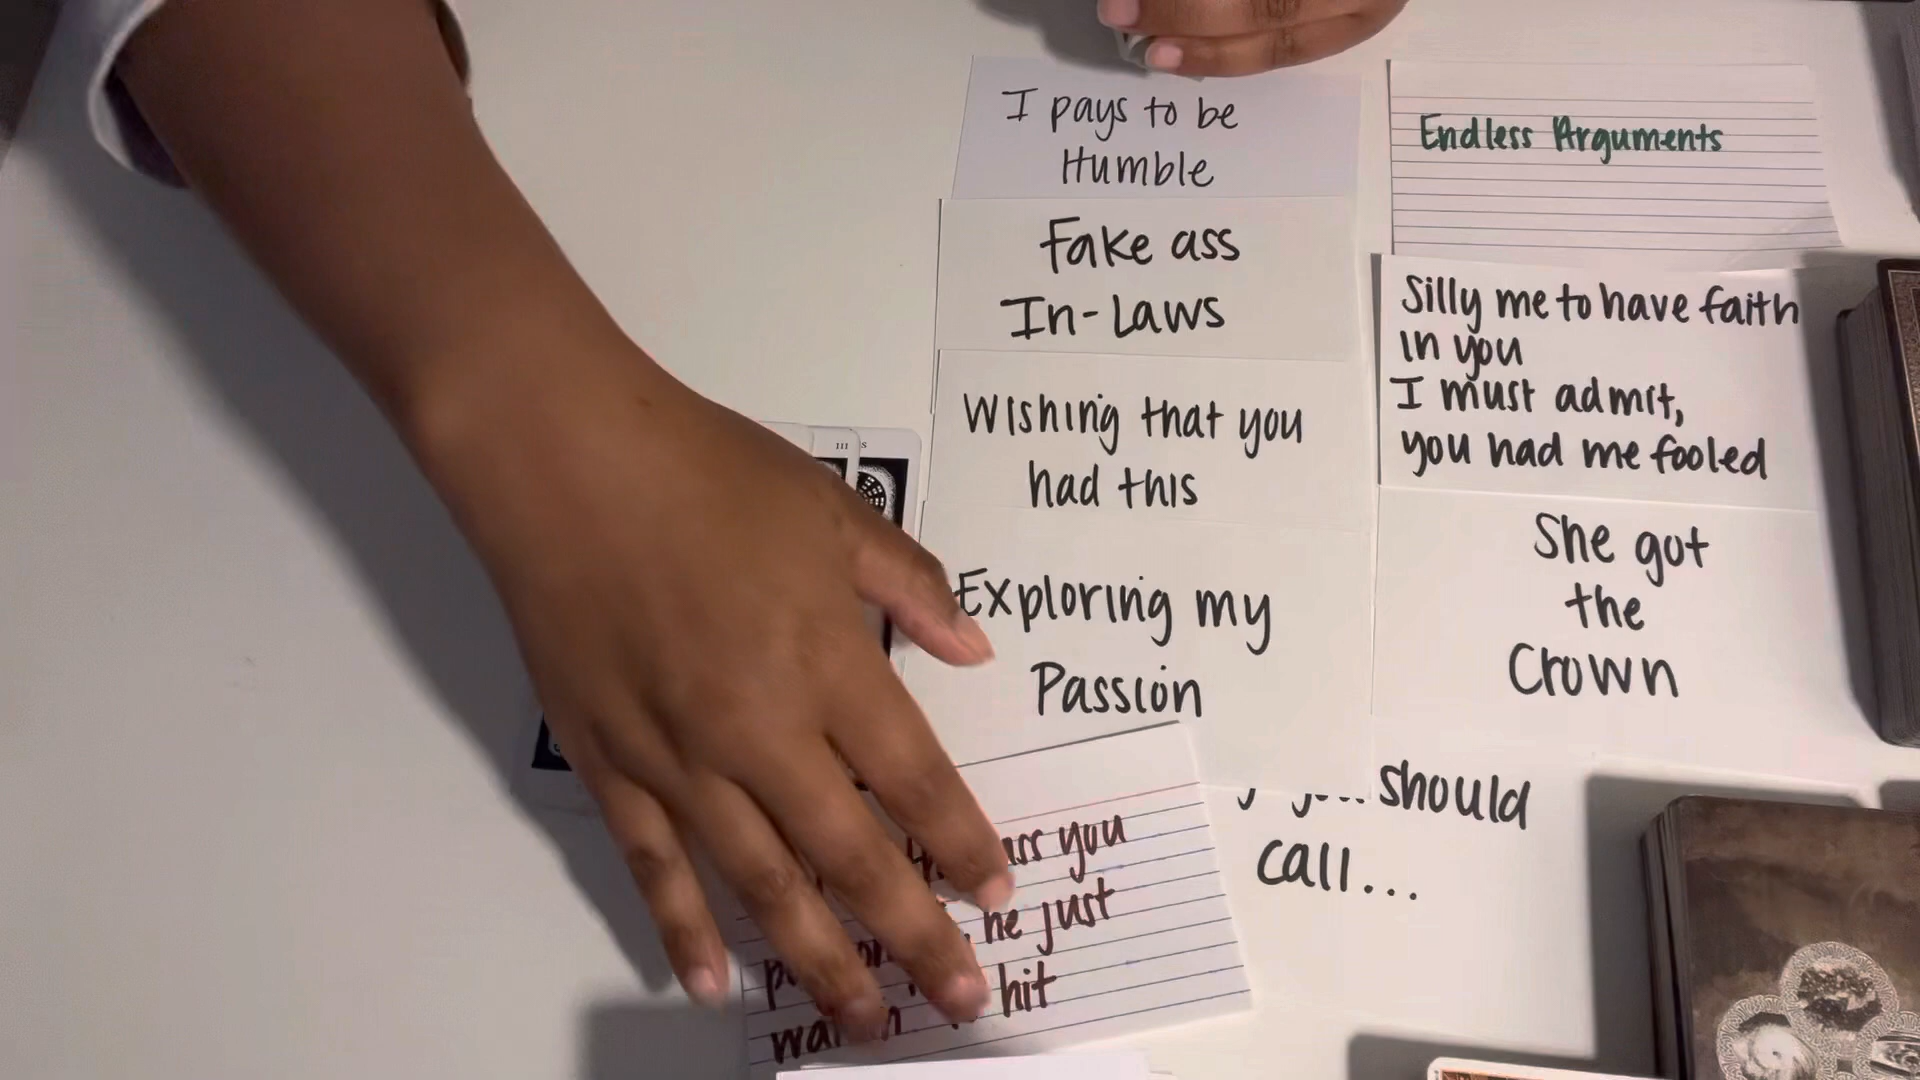 I pays to be
Humble
Fake ass
In-Laws
Wishing that you
had this
Exploring my
Passion
you
he just
hit
Endless Arguments
Silly me to have faith
in you
I must admit,
you had me fooled
She got
the
Crown
should
call...
III